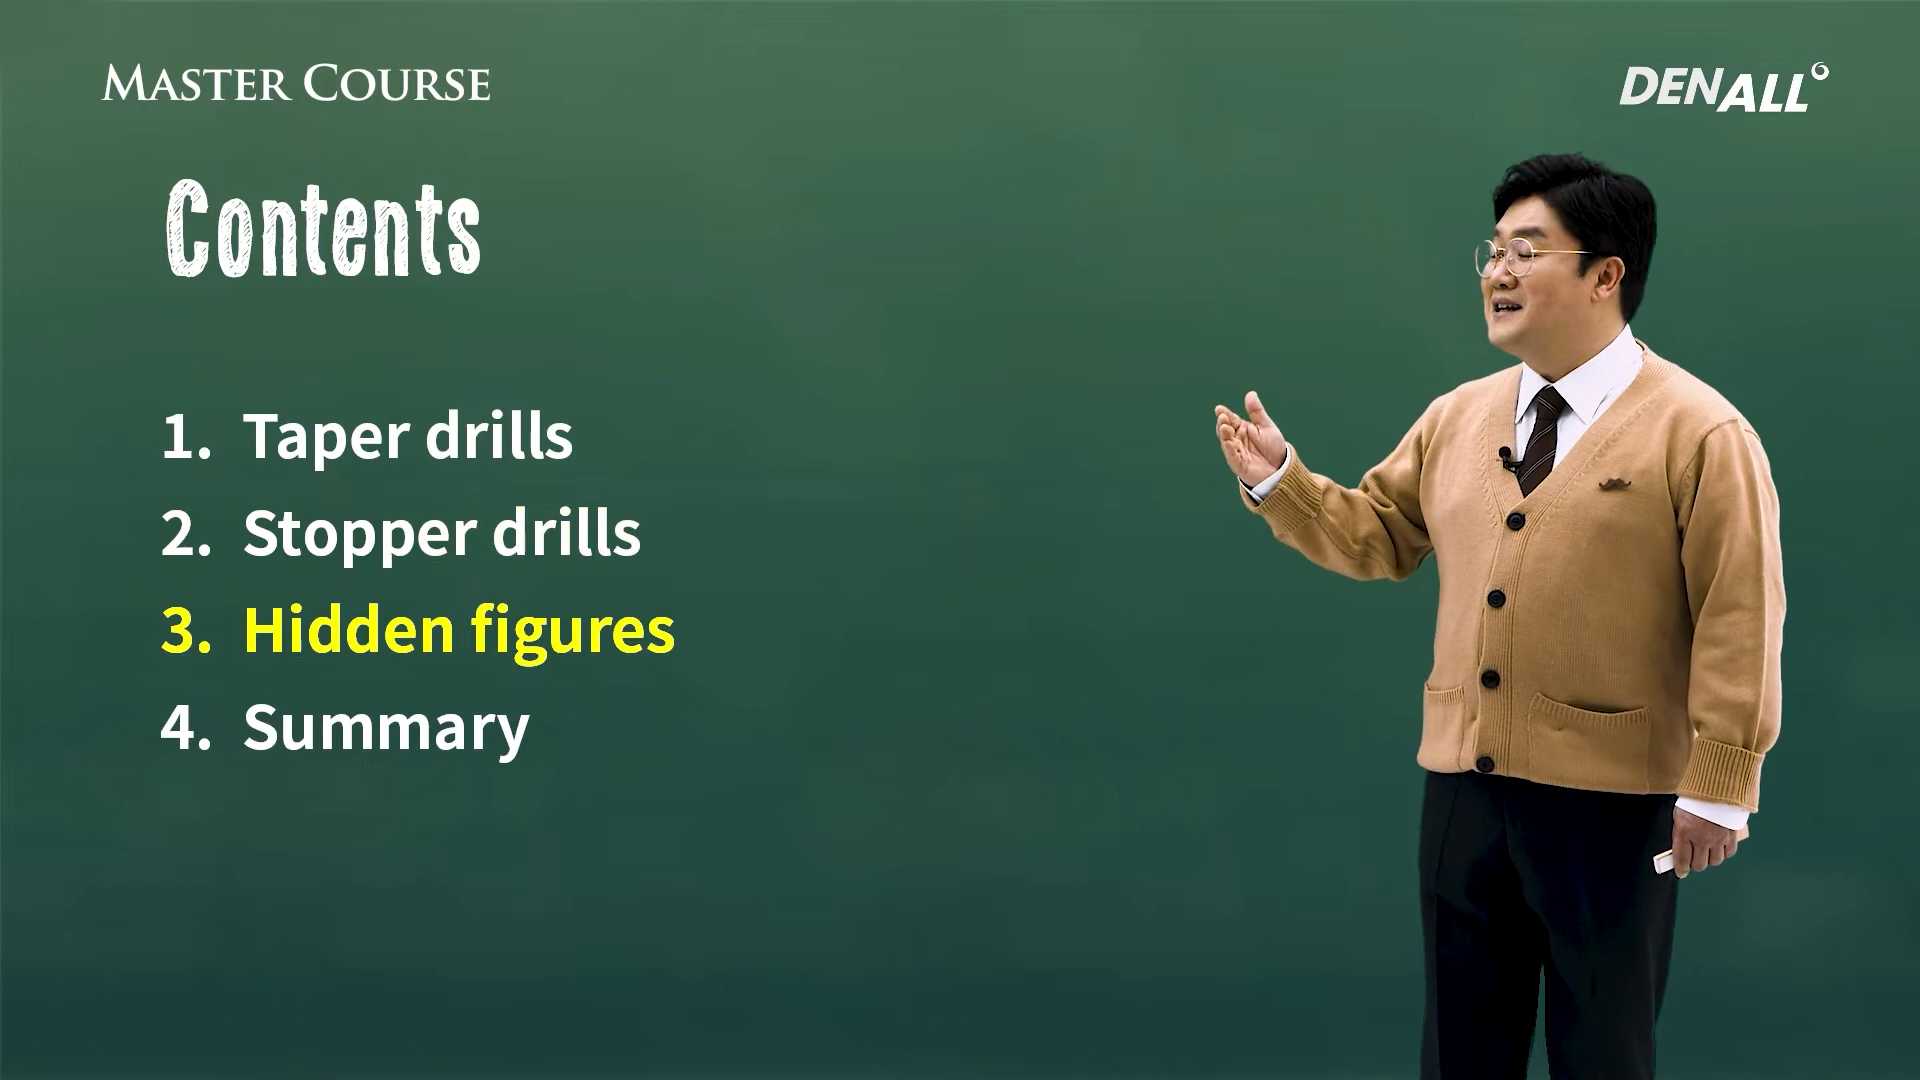 MASTER COURSE
DENALL
Contents
1. Taper drills
2. Stopper drills
3. Hidden figures
4. Summary